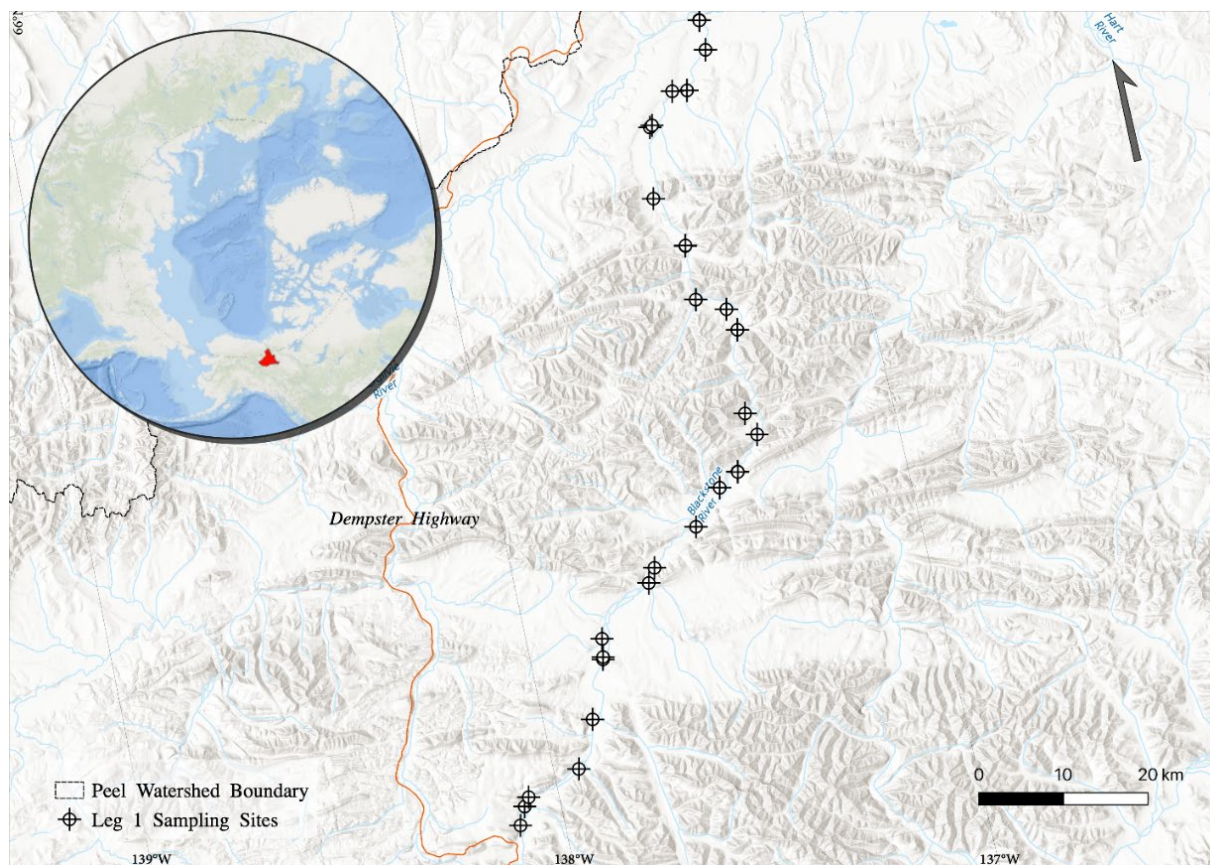 66°N
Hart
River
River
Dempster Highway
Blackstone
River
Peel Watershed Boundary
Leg 1 Sampling Sites
0 10 20 km
139°W 138°W 137°W